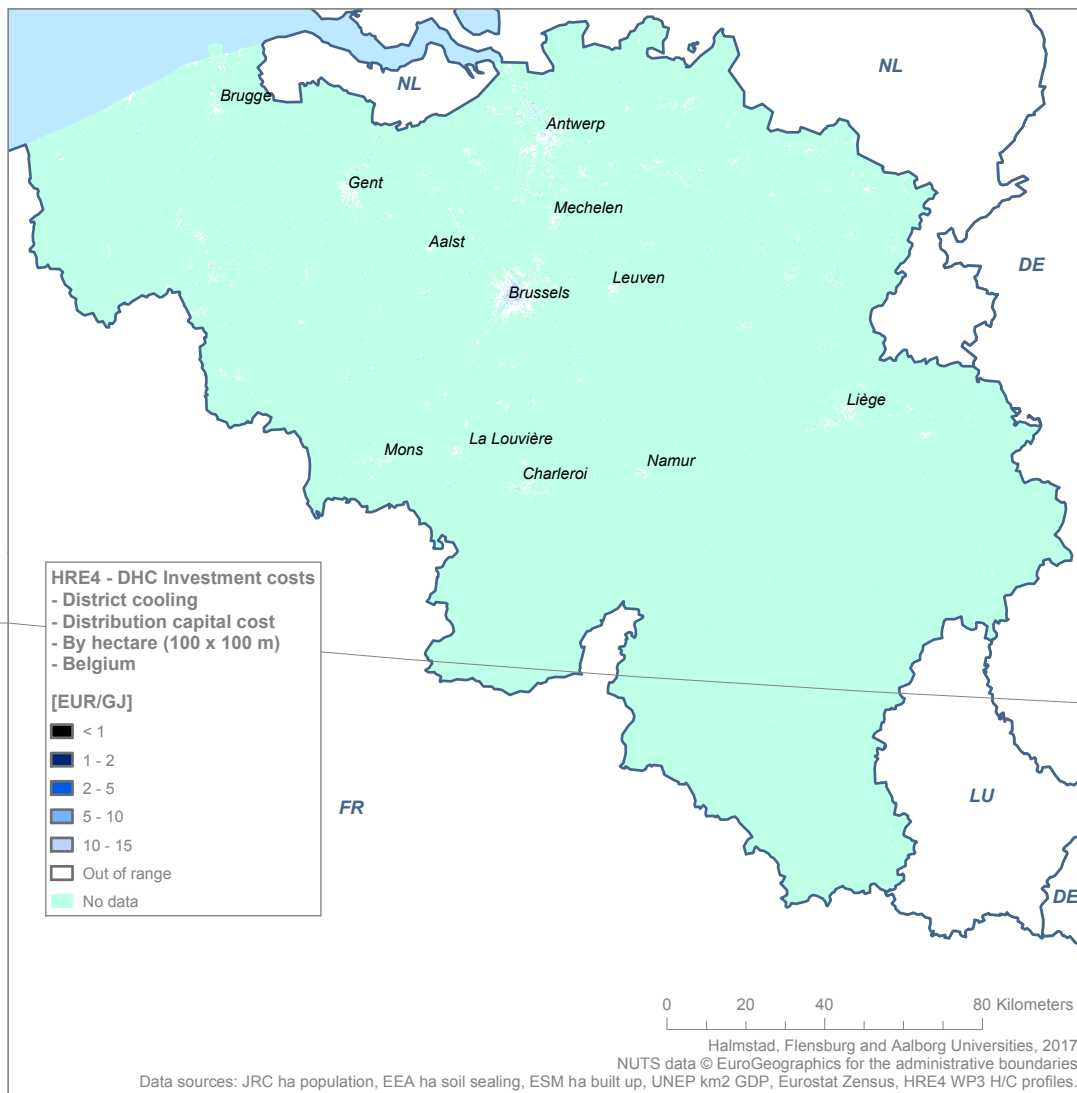 NL
NL
Brugge
Antwerp
Gent
Mechelen
Aalst
DE
Leuven
Brussels
Liège
La Louvière
Mons
Namur
Charleroi
HRE4 - DHC Investment costs
- District cooling
- Distribution capital cost
- By hectare (100 x 100 m)
- Belgium
[EUR/GJ]
< 1
1 - 2
2 - 5
5 - 10
10 - 15
Out of range
No data
FR
LU
DE
0 20 40 80 Kilometers
Halmstad, Flensburg and Aalborg Universities, 2017
NUTS data © EuroGeographics for the administrative boundaries
Data sources: JRC ha population, EEA ha soil sealing, ESM ha built up, UNEP km2 GDP, Eurostat Zensus, HRE4 WP3 H/C profiles.